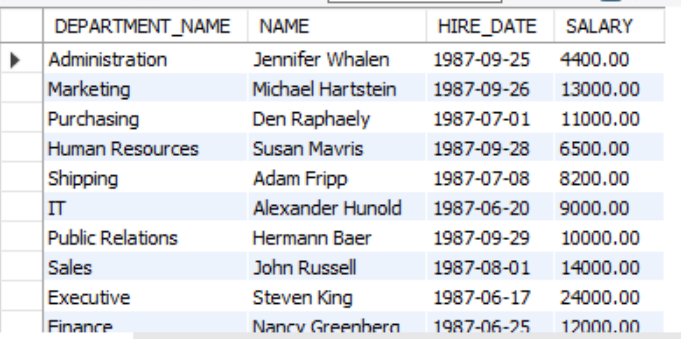 DEPARTMENT_NAME NAME HIRE_DATE SALARY
Administration Jennifer Whalen 1987-09-25 4400.00
Marketing Michael Hartstein 1987-09-26 13000.00
Purchasing Den Raphaely 1987-07-01 11000.00
Human Resources Susan Mavris 1987-09-28 6500.00
Shipping Adam Fripp 1987-07-08 8200.00
IT Alexander Hunold 1987-06-20 9000.00
Public Relations Hermann Baer 1987-09-29 10000.00
Sales John Russell 1987-08-01 14000.00
Executive Steven King 1987-06-17 24000.00
Finance Nancy Greenberg 1987-06-25 12000.00